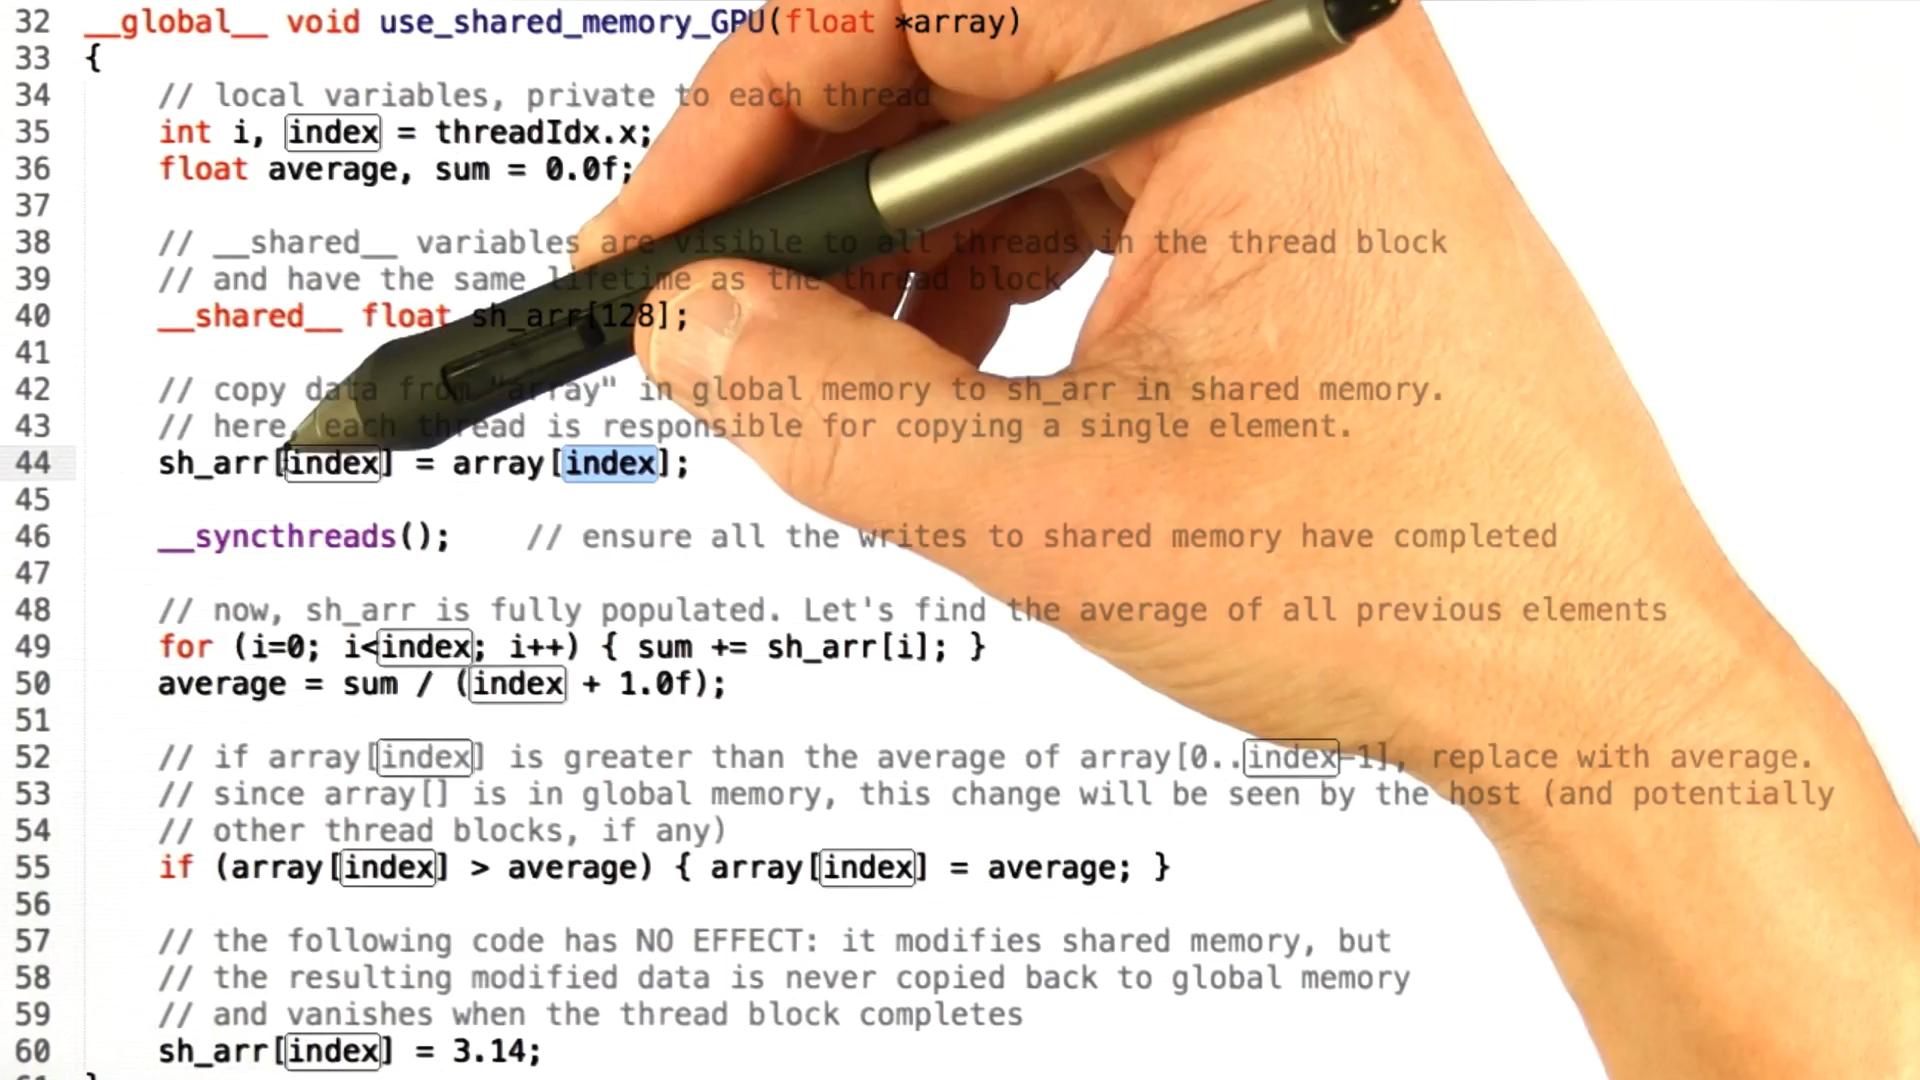 32 __global__ void use_shared_memory_GPU(float *array)
33 {
34 // local variables, private to each thread
35 int i, index = threadIdx.x;
36 float average, sum = 0.0f;
37
38 // __shared__ variables are visible to all threads in the thread block
39 // and have the same lifetime as the thread block
40 __shared__ float sh_arr[128];
41
42 // copy data from "array" in global memory to sh_arr in shared memory.
43 // here, each thread is responsible for copying a single element.
44 sh_arr[index] = array[index];
45
46 __syncthreads(); // ensure all the writes to shared memory have completed
47
48 // now, sh_arr is fully populated. Let's find the average of all previous elements
49 for (i=0; i<index; i++) { sum += sh_arr[i]; }
50 average = sum / (index + 1.0f);
51
52 // if array[index] is greater than the average of array[0..index-1], replace with average.
53 // since array[] is in global memory, this change will be seen by the host (and potentially
54 // other thread blocks, if any)
55 if (array[index] > average) { array[index] = average; }
56
57 // the following code has NO EFFECT: it modifies shared memory, but
58 // the resulting modified data is never copied back to global memory
59 // and vanishes when the thread block completes
60 sh_arr[index] = 3.14;